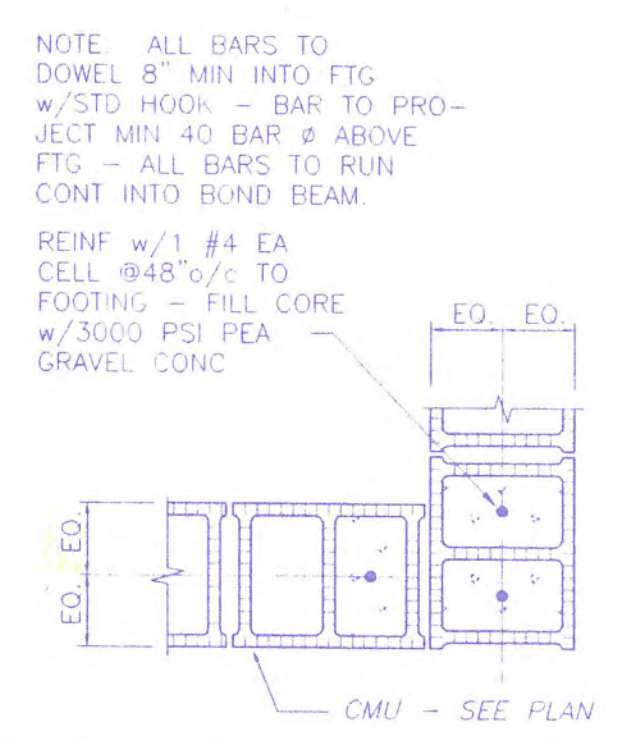 NOTE. ALL BARS TO
DOWEL 8" MIN INTO FTG
w/STD HOOK - BAR TO PRO-
JECT MIN 40 BAR Ø ABOVE
FTG - ALL BARS TO RUN
CONT INTO BOND BEAM.
REINF w/1 #4 EA
CELL @48"o/c TO
FOOTING - FILL CORE
w/3000 PSI PEA
GRAVEL CONC
EQ. EQ.
EQ.
EQ.
CMU - SEE PLAN